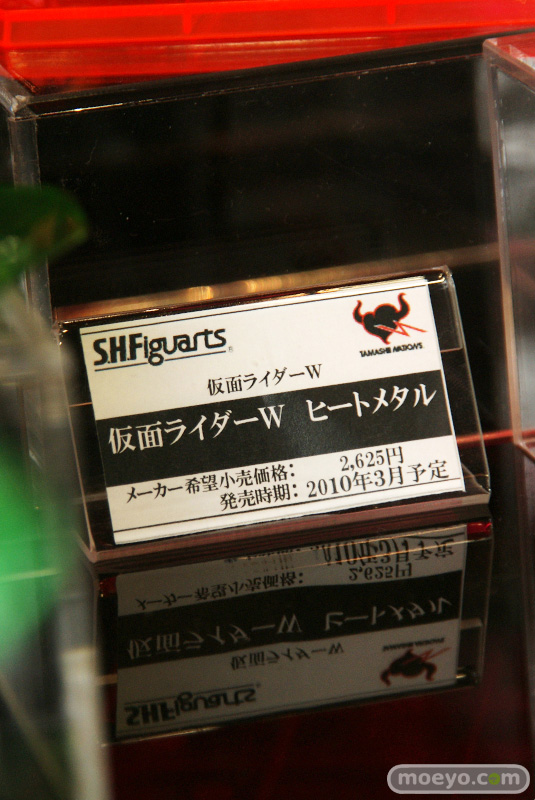 S.H.Figuarts
TAMASHII NATIONS
仮面ライダーW
仮面ライダーW ヒートメタル
メーカー希望小売価格： 2,625円
発売時期：2010年3月予定
moeyo.com